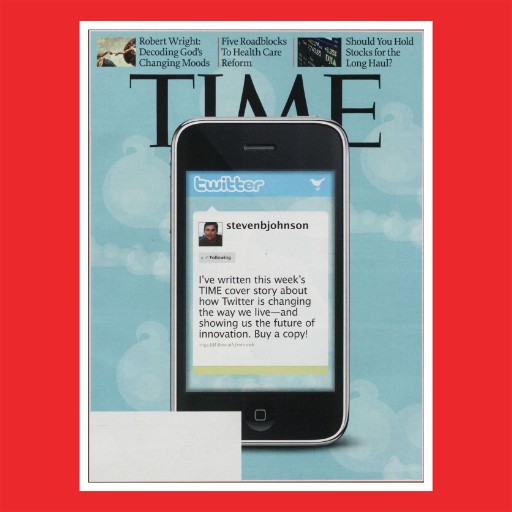 Robert Wright:
Decoding God's
Changing Moods
Five Roadblocks
To Health Care
Reform
Should You Hold
Stocks for the
Long Haul?
TIME
twitter
stevenbjohnson
Following
I've written this week's
TIME cover story about
how Twitter is changing
the way we live—and
showing us the future of
innovation. Buy a copy!